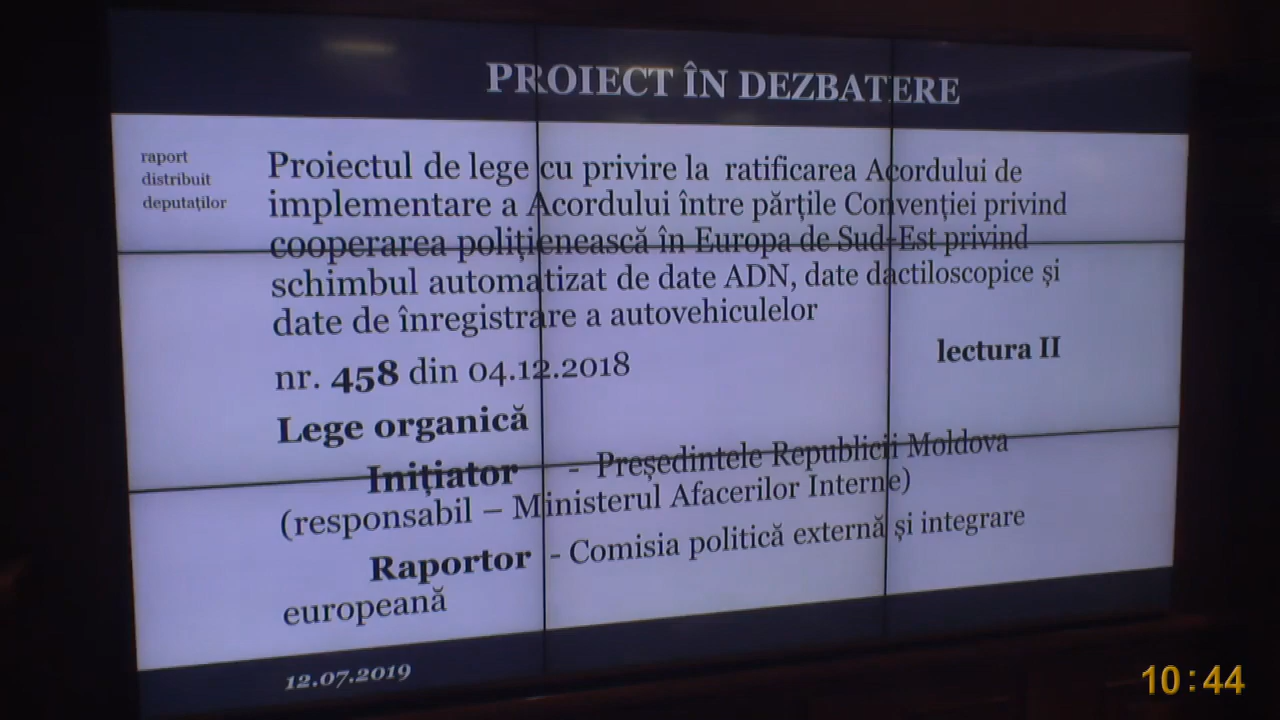 PROIECT ÎN DEZBATERE
raport
distribuit
deputaților
Proiectul de lege cu privire la ratificarea Acordului de
implementare a Acordului între părțile Convenției privind
cooperarea polițienească în Europa de Sud-Est privind
schimbul automatizat de date ADN, date dactiloscopice și
date de înregistrare a autovehiculelor
lectura II
nr. 458 din 04.12.2018
Lege organică
Inițiator - Președintele Republicii Moldova
(responsabil – Ministerul Afacerilor Interne)
Raportor - Comisia politică externă și integrare
europeană
12.07.2019
10:44